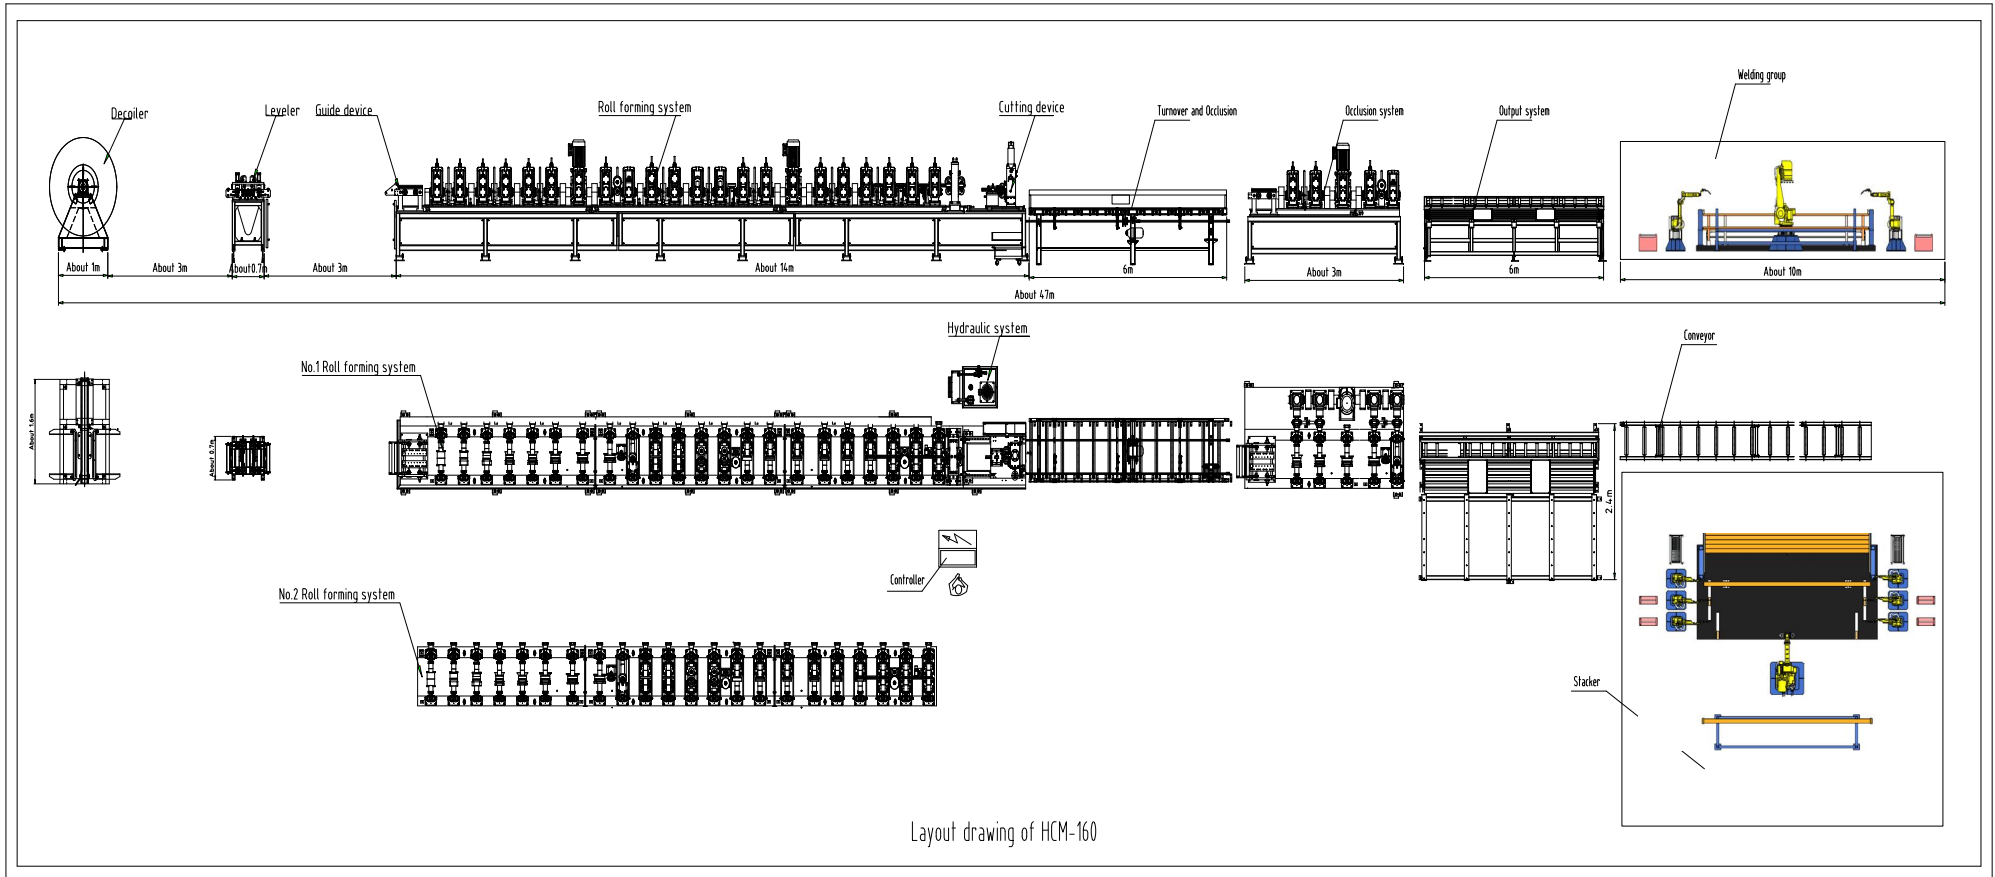 Welding group
Decoiler
Leveler
Guide device
Roll forming system
Cutting device
Turnover and Occlusion
Occlusion system
Output system
About 1m
About 3m
About0.7m
About 3m
About 14m
6m
About 3m
6m
About 10m
About 47m
Hydraulic system
Conveyor
No.1 Roll forming system
About 1.6m
About 0.7m
2.4m
Controller
No.2 Roll forming system
Stacker
Layout drawing of HCM-160